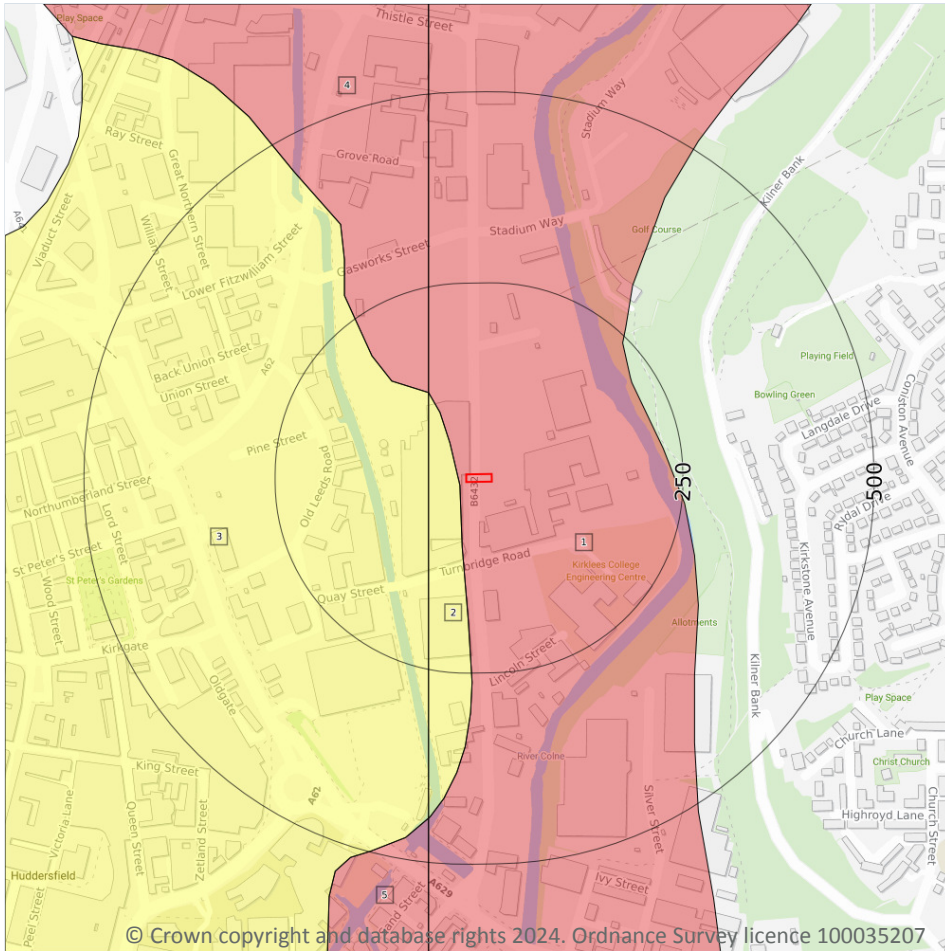 Play Space
Thistle Street
4
Stadium Way
Kilner Bank
Ray Street
Great Northern Street
Grove Road
William Street
Viaduct Street
Stadium Way
Golf Course
Gasworks Street
Lower Fitzwilliam Street
Playing Field
Back Union Street
Union Street
A62
Bowling Green
Langdale Drive
Coniston Avenue
Pine Street
Old Leeds Road
250
500
B6432
Northumberland Street
Lord Street
Rydal Drive
3
1
St Peter's Street
Turnbridge Road
Kirklees College
Engineering Centre
Kirkstone Avenue
St Peter's Gardens
Wood Street
Quay Street
2
Allotments
Kirkgate
Lincoln Street
Kilner Bank
Oldgate
Play Space
Church Lane
River Colne
Christ Church
King Street
A62
Silver Street
Victoria Lane
Queen Street
Zetland Street
Highroyd Lane
Church Street
Huddersfield
Peel Street
5
A629
Ivy Street
© Crown copyright and database rights 2024. Ordnance Survey licence 100035207